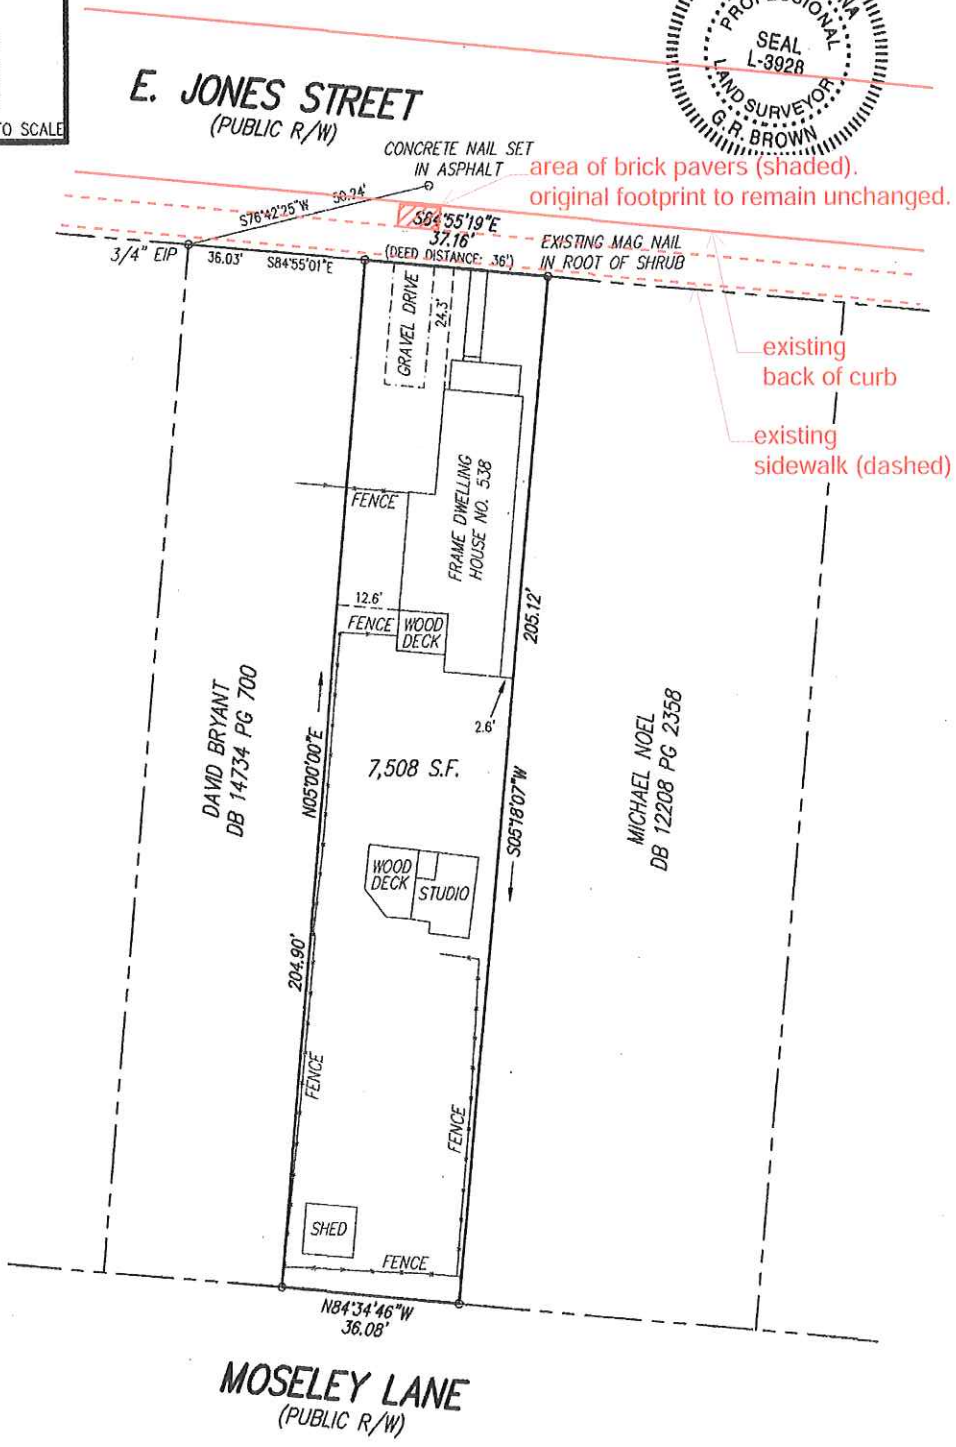 TO SCALE
PROFESSIONAL
SEAL
L-3928
LAND SURVEYOR
G.R. BROWN
E. JONES STREET
(PUBLIC R/W)
CONCRETE NAIL SET
IN ASPHALT
area of brick pavers (shaded).
original footprint to remain unchanged.
S76°42'25"W
50.24'
S84°55'19"E
37.16'
(DEED DISTANCE: 36')
EXISTING MAG NAIL
IN ROOT OF SHRUB
3/4" EIP
36.03'
S84°55'01"E
GRAVEL DRIVE
24.3'
existing
back of curb
existing
sidewalk (dashed)
FENCE
FRAME DWELLING
HOUSE NO. 538
12.6'
FENCE
WOOD
DECK
205.12'
2.6'
DAVID BRYANT
DB 14734 PG 700
N05°00'00"E
7,508 S.F.
S05°18'07"W
MICHAEL NOEL
DB 12208 PG 2358
WOOD
DECK
STUDIO
204.90'
FENCE
FENCE
SHED
FENCE
N84°34'46"W
36.08'
MOSELEY LANE
(PUBLIC R/W)